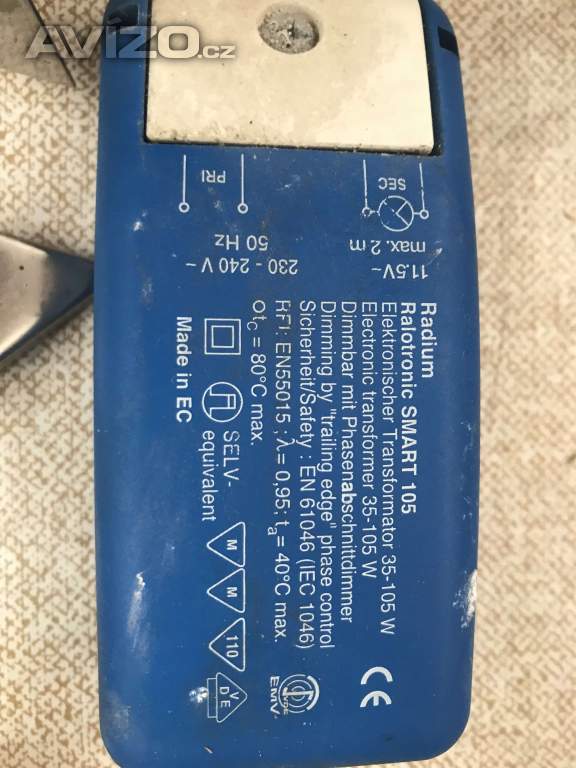 AVÍZO.cz
PRI
SEC
230 - 240 V ~
50 Hz
11.5V~
max. 2 m
Radium
Ralotronic SMART 105
Elektronischer Transformator 35-105 W
Electronic transformer 35-105 W
Dimmbar mit Phasenabschnittdimmer
Dimming by "trailing edge" phase control
Sicherheit/Safety : EN 61046 (IEC 1046)
RFI: EN55015 ; λ= 0,95; ta= 40°C max.
tc = 80°C max.
SELV-
equivalent
M
M
110
Made in EC
VDE
VDE
EMV
CE